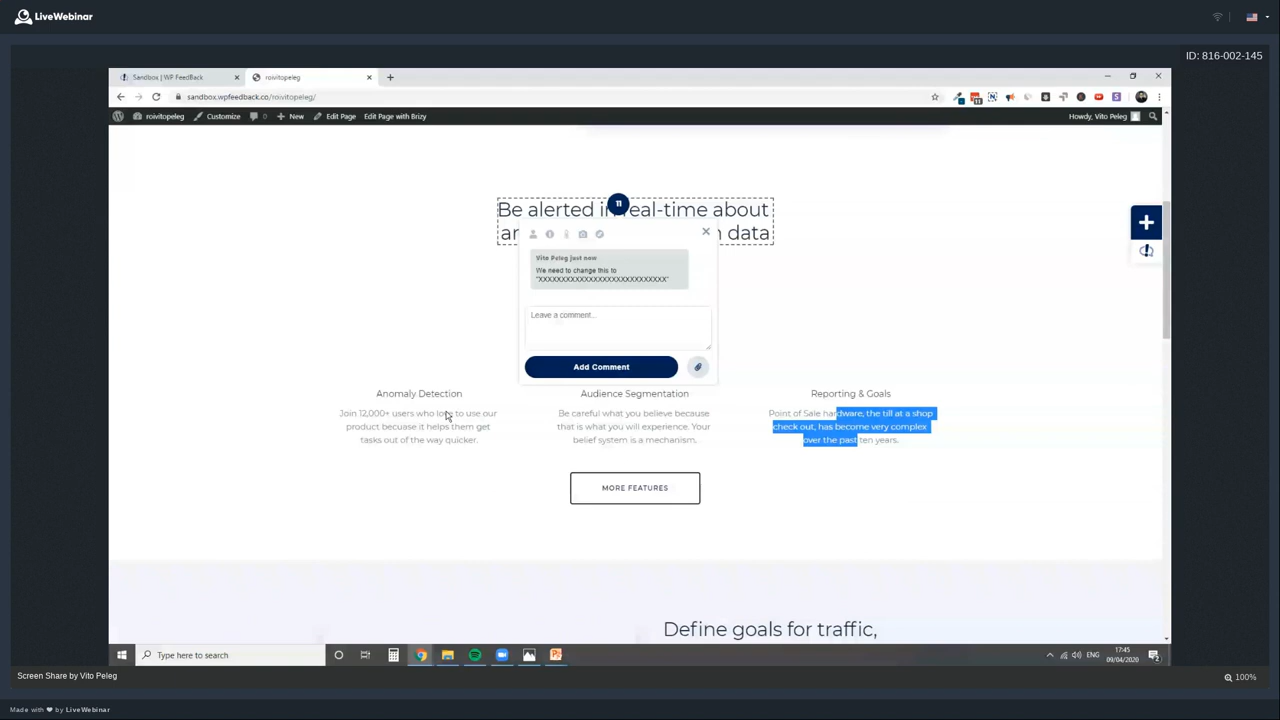 LiveWebinar
ID: 816-002-145
Sandbox | WP FeedBack
roivitopeleg
sandbox.wpfeedback.co/roivitopeleg/
roivitopeleg Customize 0 New Edit Page Edit Page with Brizy Howdy, Vito Peleg
Be alerted in real-time about
11
data
Vito Peleg just now
We need to change this to
"XXXXXXXXXXXXXXXXXXXXXXXXXXXX"
Leave a comment...
Add Comment
Anomaly Detection
Join 12,000+ users who love to use our
product becuase it helps them get
tasks out of the way quicker.
Audience Segmentation
Be careful what you believe because
that is what you will experience. Your
belief system is a mechanism.
Reporting & Goals
Point of Sale hardware, the till at a shop
check out, has become very complex
over the past ten years.
MORE FEATURES
Define goals for traffic,
Type here to search
ENG
17:45
09/04/2020
Screen Share by Vito Peleg
100%
Made with ❤ by LiveWebinar